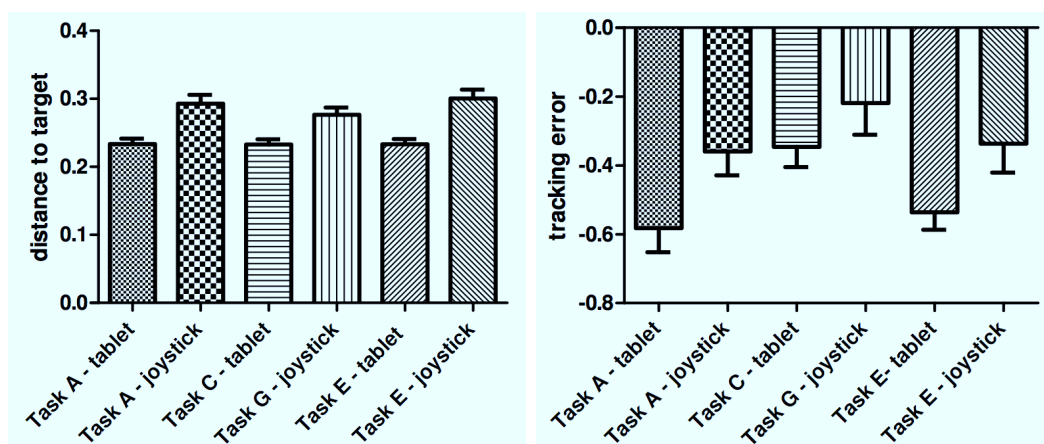 distance to target
0.4
0.3
0.2
0.1
0.0
Task A - tablet
Task A - joystick
Task C - tablet
Task G - joystick
Task E - tablet
Task E - joystick
tracking error
0.0
-0.2
-0.4
-0.6
-0.8
Task A - tablet
Task A - joystick
Task C - tablet
Task G - joystick
Task E- tablet
Task E - joystick